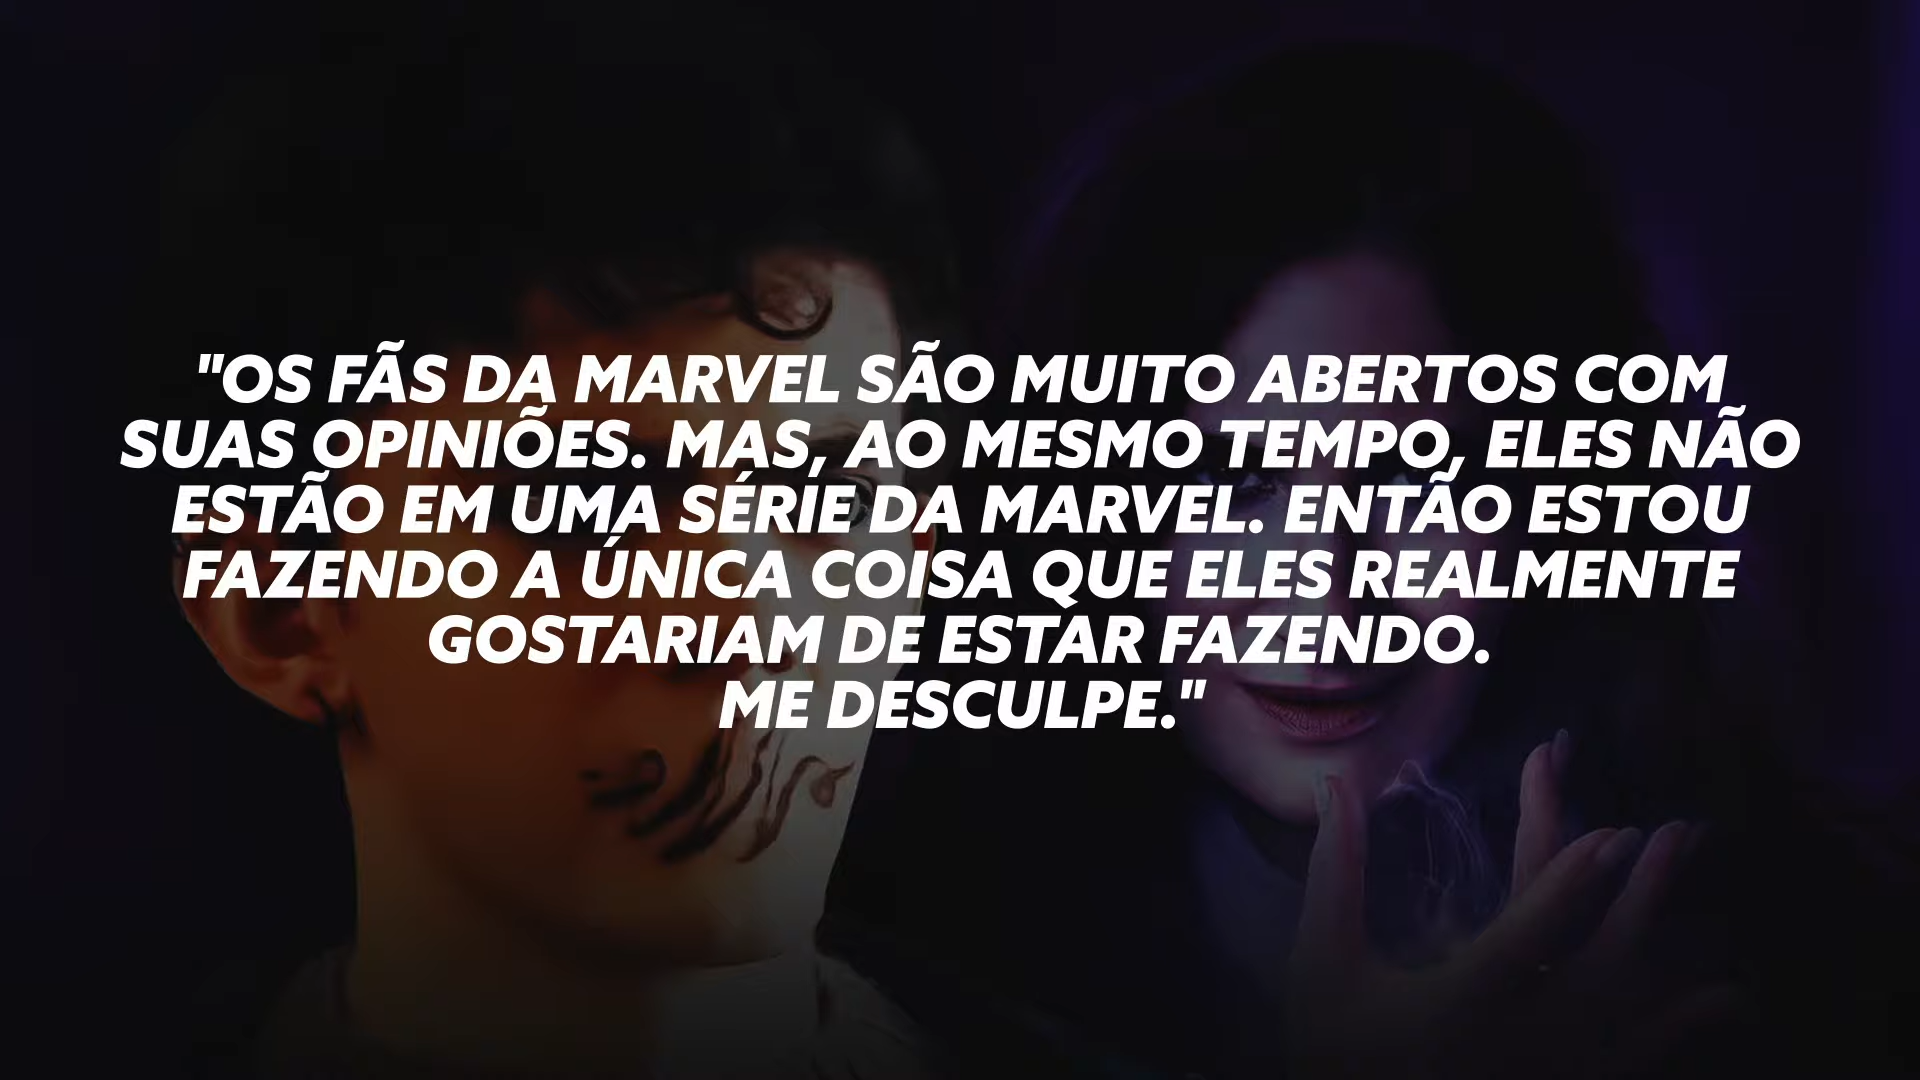 "OS FÃS DA MARVEL SÃO MUITO ABERTOS COM
SUAS OPINIÕES. MAS, AO MESMO TEMPO, ELES NÃO
ESTÃO EM UMA SÉRIE DA MARVEL. ENTÃO ESTOU
FAZENDO A ÚNICA COISA QUE ELES REALMENTE
GOSTARIAM DE ESTAR FAZENDO.
ME DESCULPE."